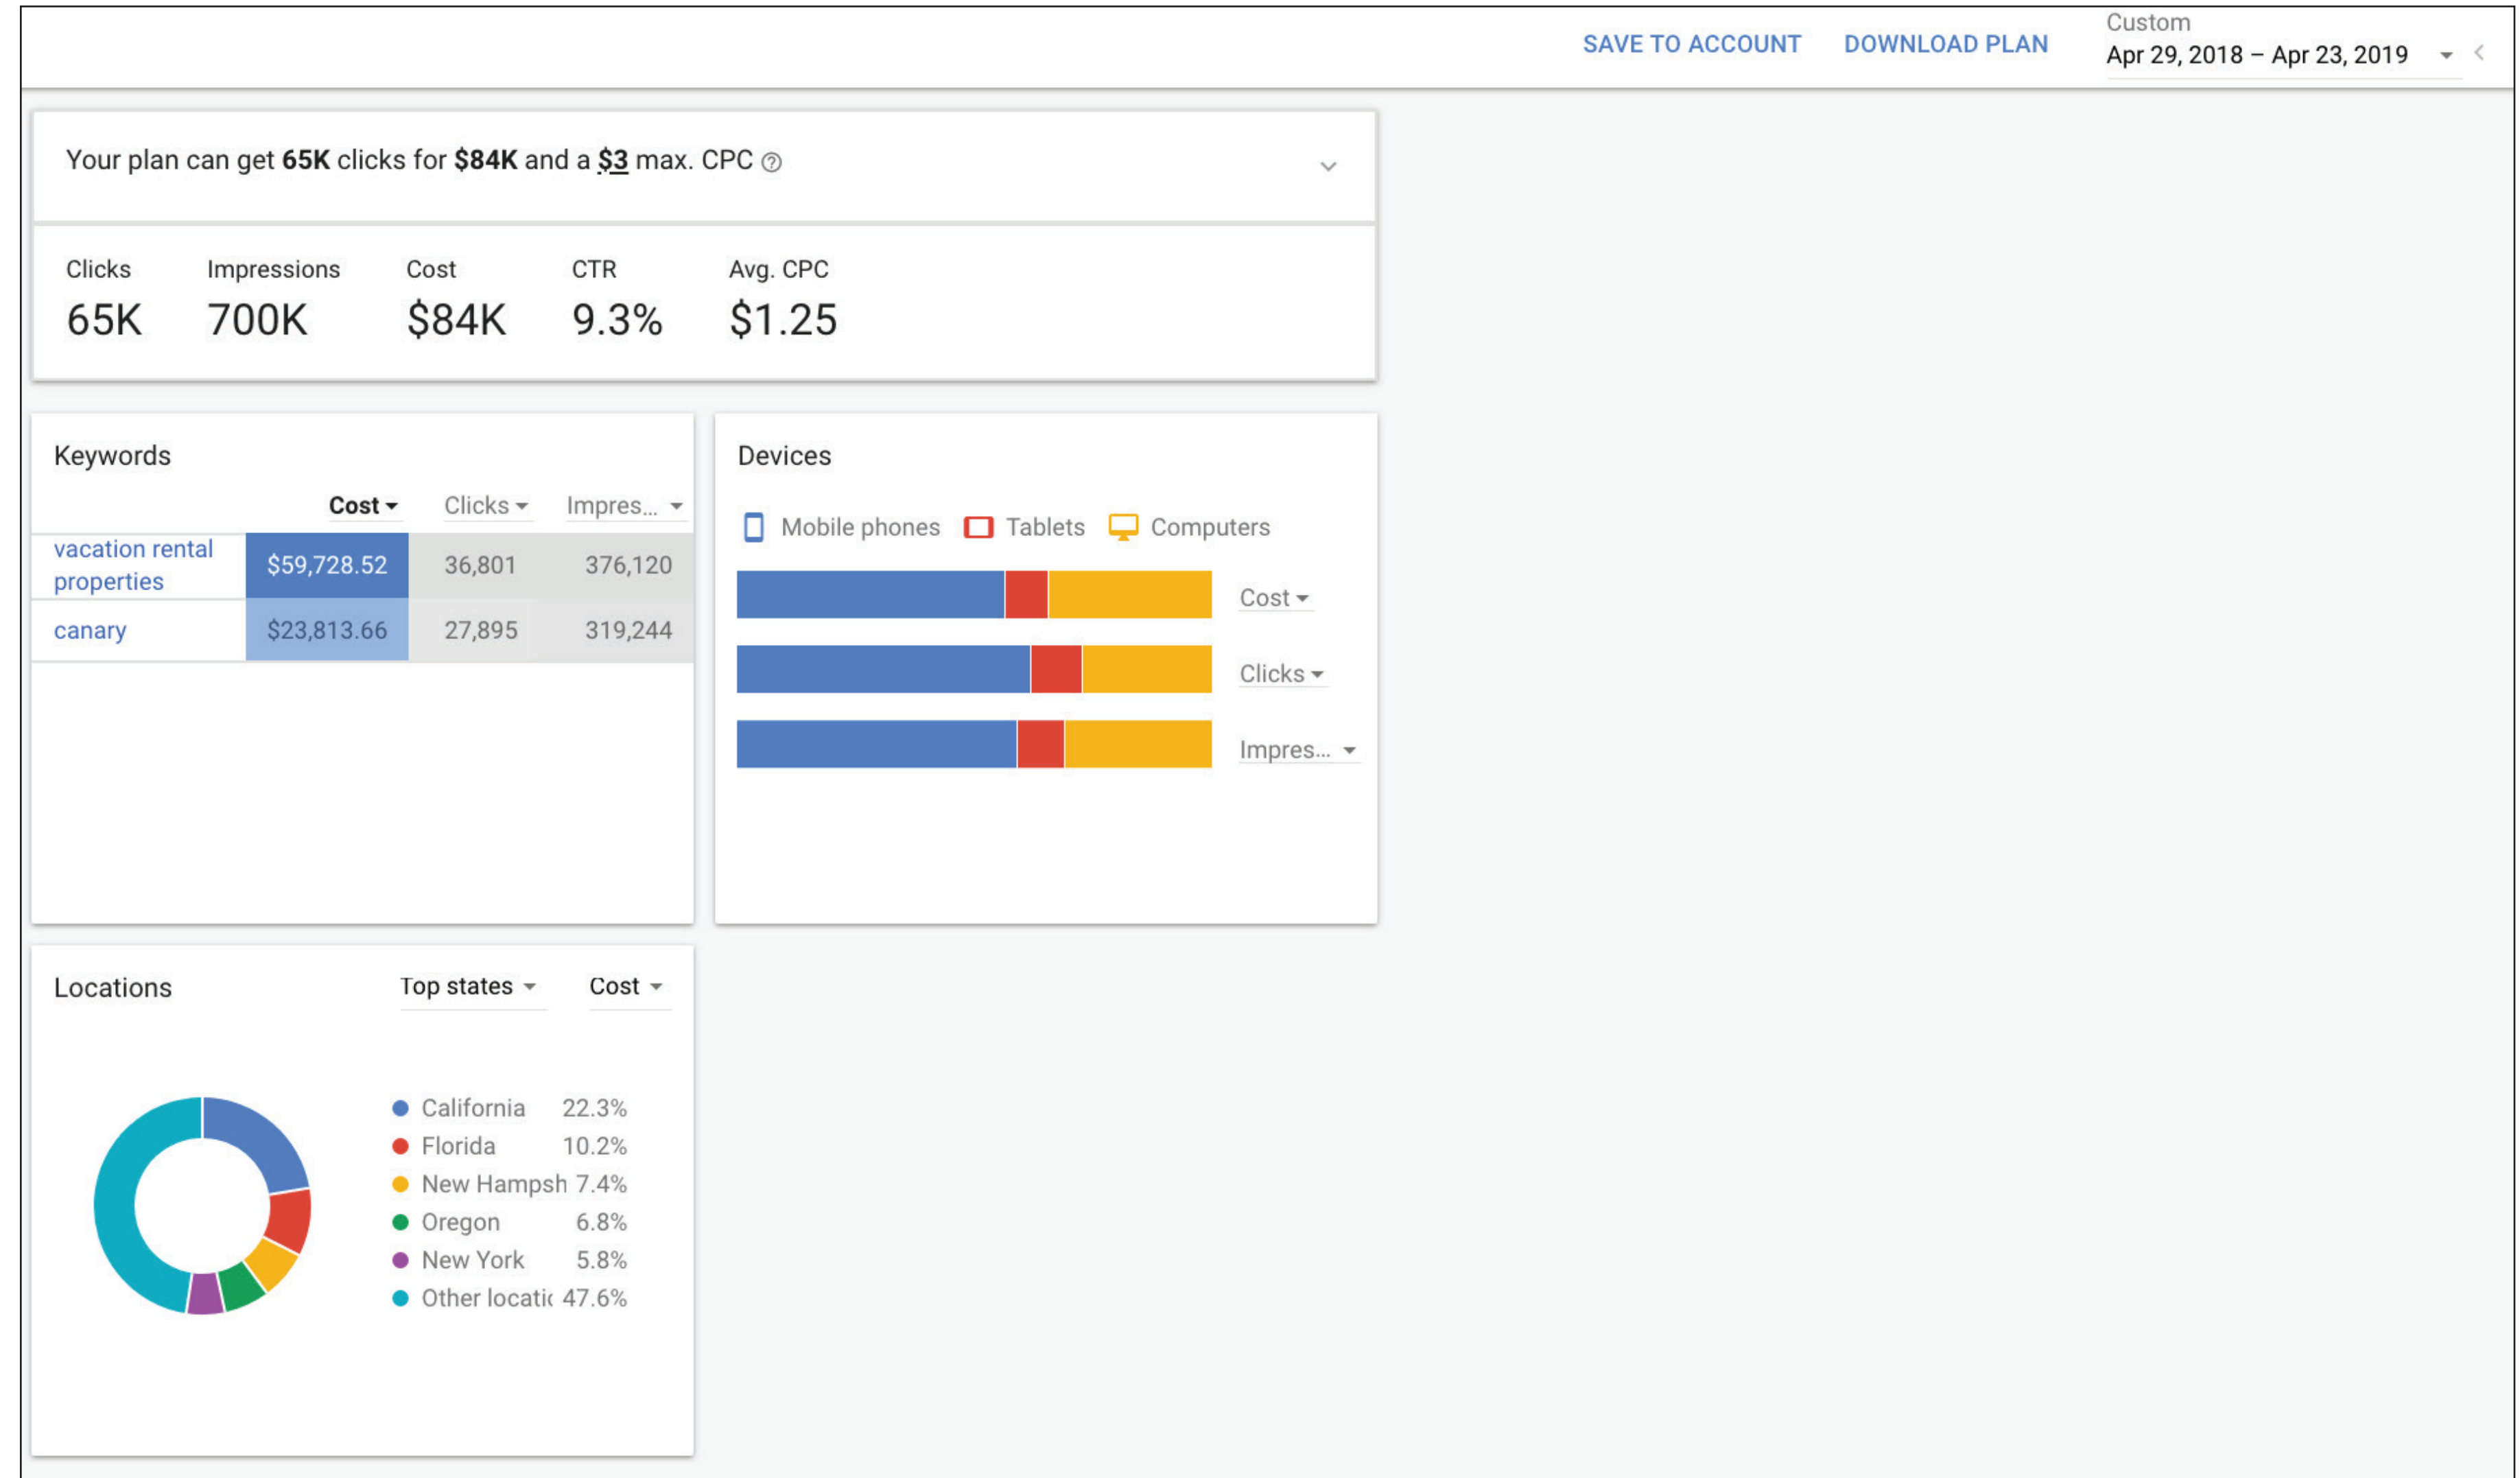 SAVE TO ACCOUNT DOWNLOAD PLAN
Custom
Apr 29, 2018 – Apr 23, 2019
Your plan can get 65K clicks for $84K and a $3 max. CPC
Clicks Impressions Cost CTR Avg. CPC
65K 700K $84K 9.3% $1.25
Keywords
Cost Clicks Impres...
vacation rental
properties
$59,728.52 36,801 376,120
canary $23,813.66 27,895 319,244
Devices
Mobile phones Tablets Computers
Cost
Clicks
Impres...
Locations Top states Cost
California 22.3%
Florida 10.2%
New Hampsh 7.4%
Oregon 6.8%
New York 5.8%
Other locatic 47.6%